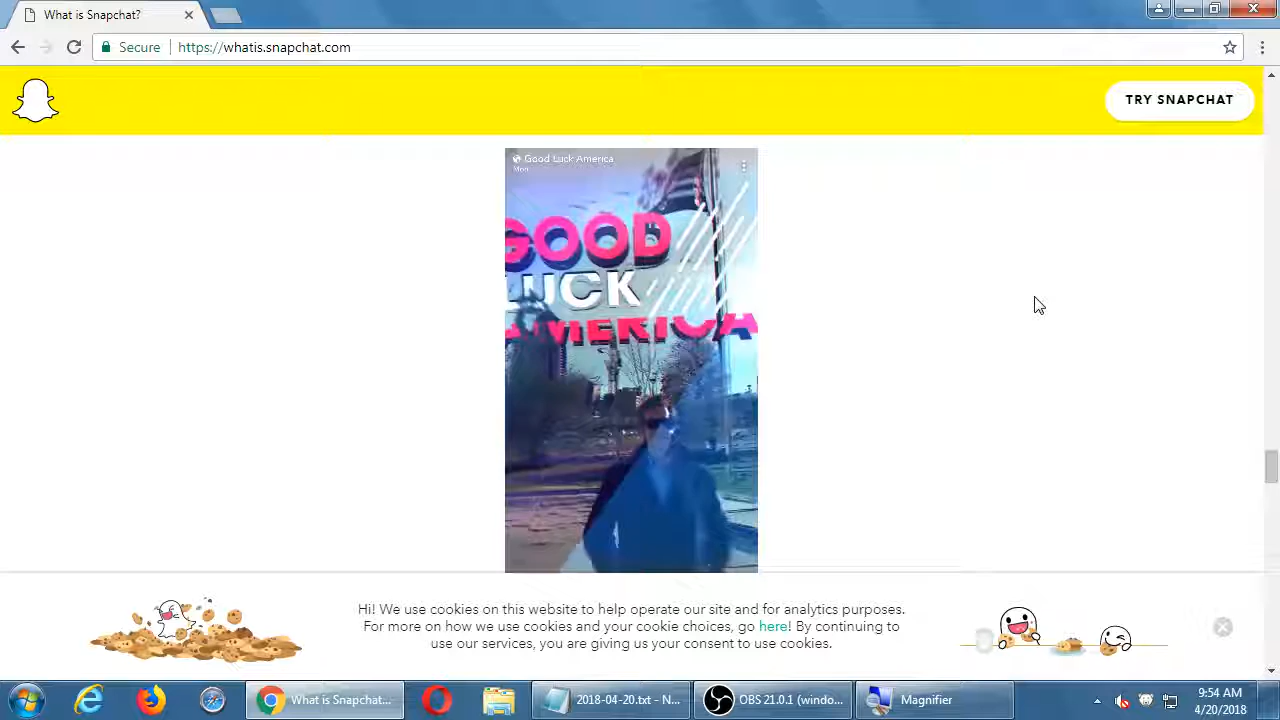 What is Snapchat?
Secure
https://whatis.snapchat.com
TRY SNAPCHAT
Good Luck America
Mon
GOOD
LUCK
AMERICA
Hi! We use cookies on this website to help operate our site and for analytics purposes.
For more on how we use cookies and your cookie choices, go here! By continuing to
use our services, you are giving us your consent to use cookies.
What is Snapchat...
2018-04-20.txt - N...
OBS 21.0.1 (windo...
Magnifier
9:54 AM
4/20/2018